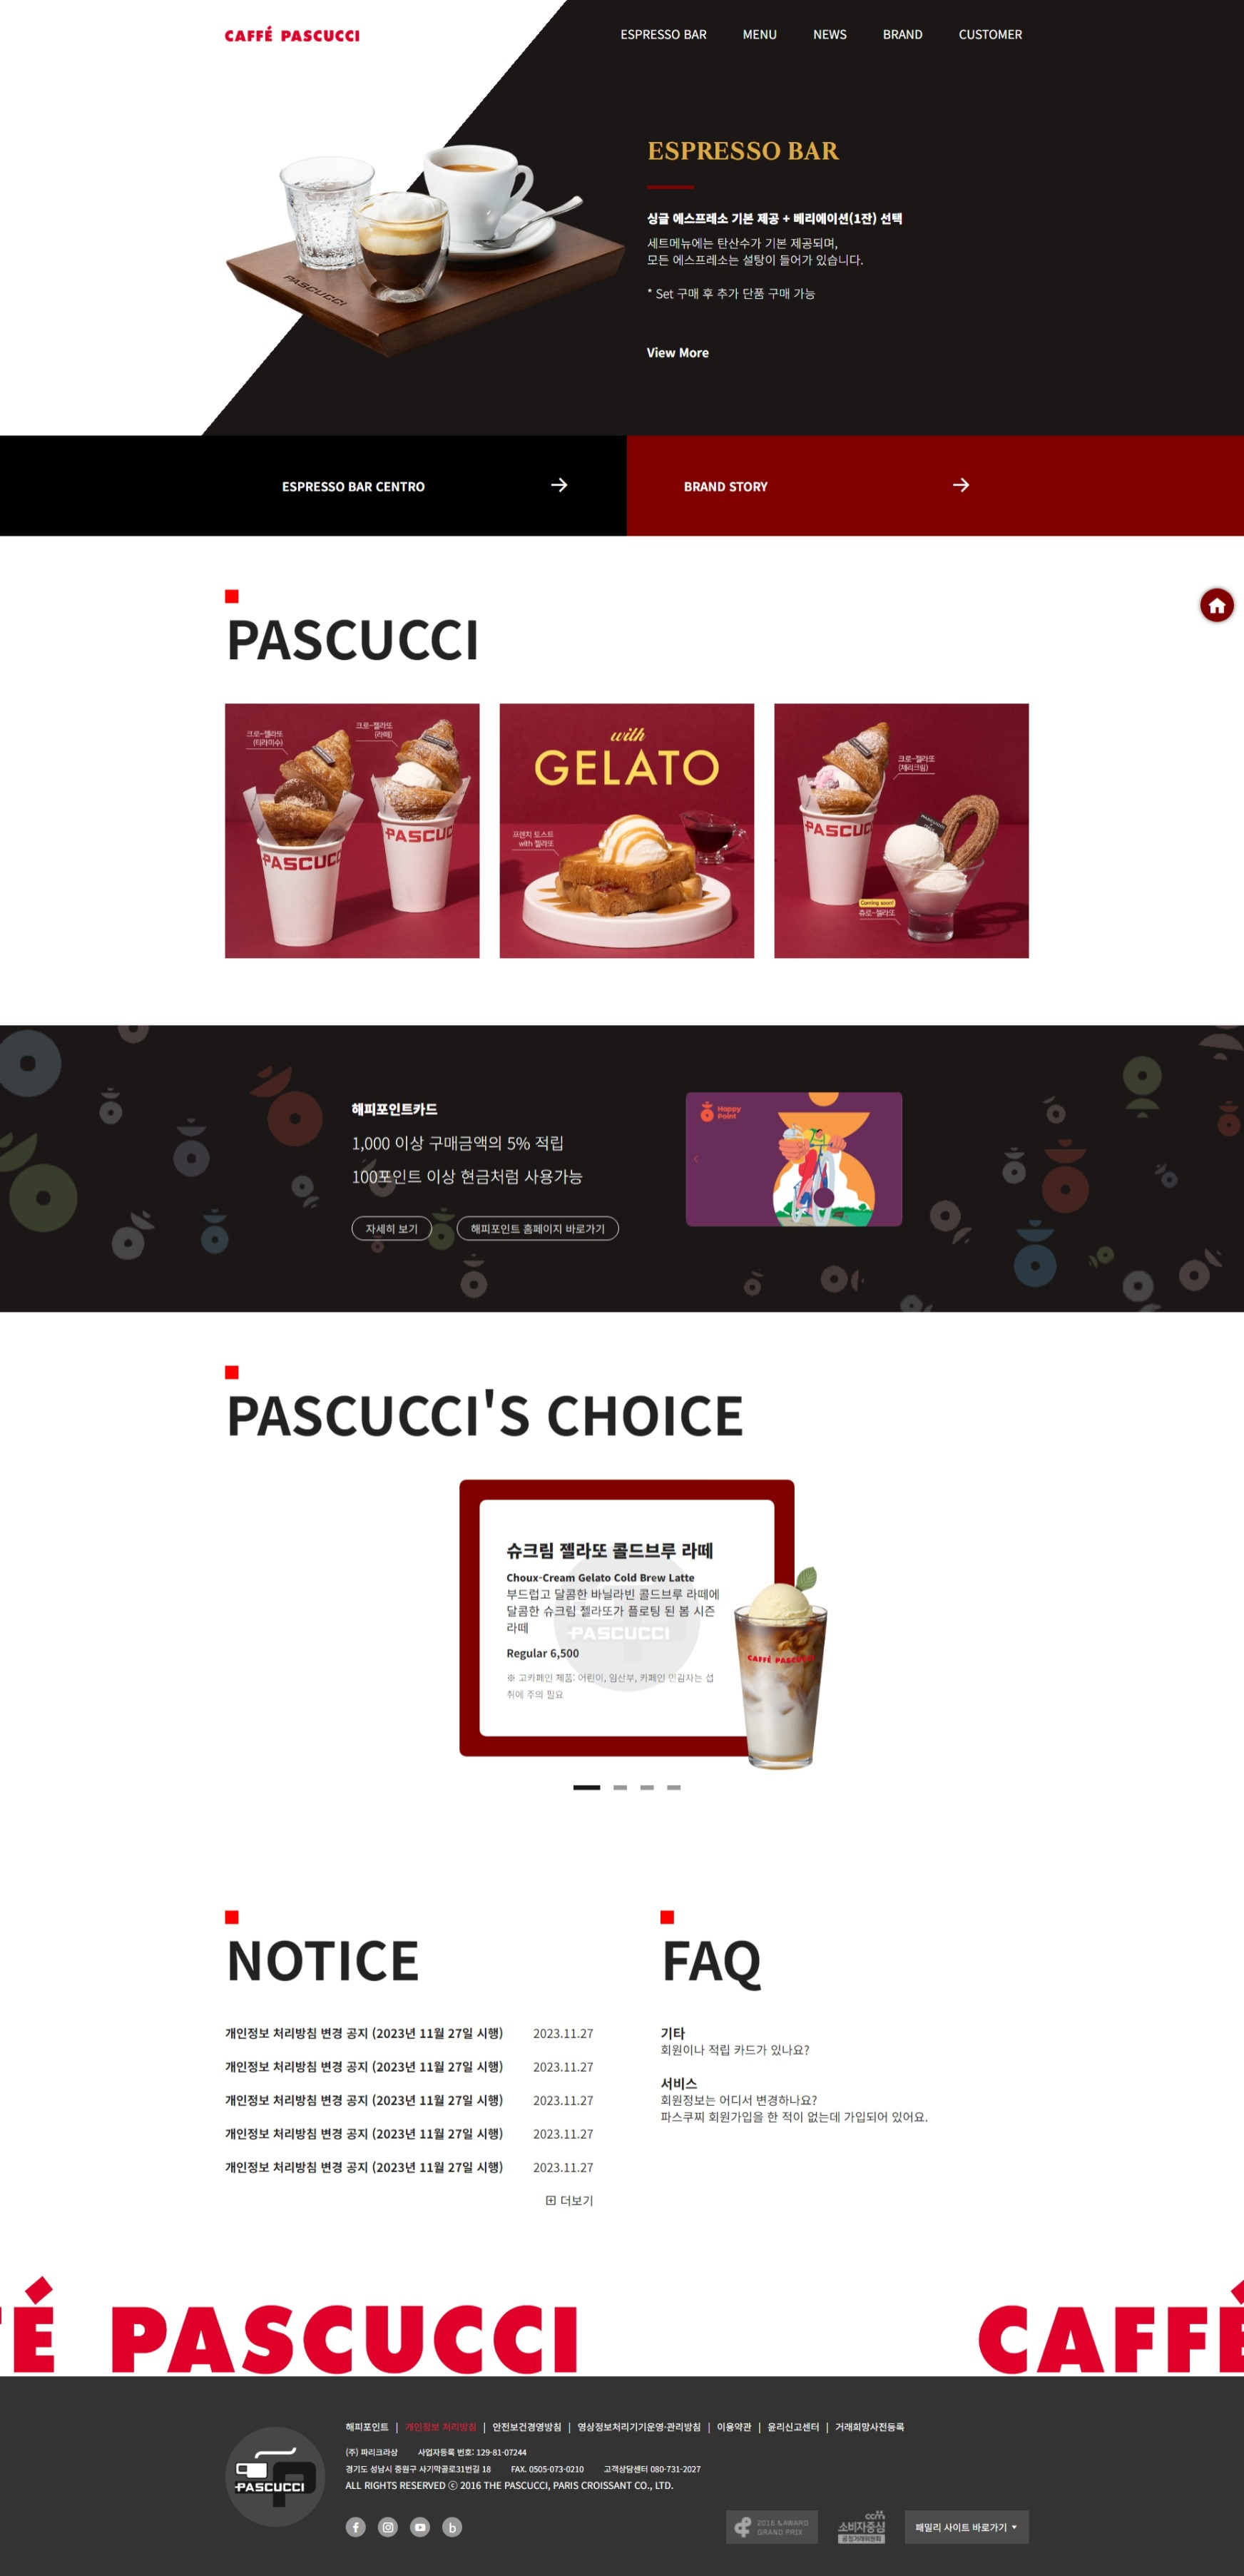 CAFFÉ PASCUCCI
ESPRESSO BAR
MENU
NEWS
BRAND
CUSTOMER
ESPRESSO BAR
싱글 에스프레소 기본 제공 + 베리에이션(1잔) 선택
세트메뉴에는 탄산수가 기본 제공되며,
모든 에스프레소는 설탕이 들어가 있습니다.
* Set 구매 후 추가 단품 구매 가능
View More
PASCUCCI
ESPRESSO BAR CENTRO
BRAND STORY
PASCUCCI
크로-젤라또
(티라미수)
크로-젤라또
(라떼)
PASCUC
PASCUC
with
GELATO
프렌치 토스트
with 젤라또
크로-젤라또
(체리크림)
PASCUC
Coming soon!
츄로-젤라또
해피포인트카드
1,000 이상 구매금액의 5% 적립
100포인트 이상 현금처럼 사용가능
자세히 보기
해피포인트 홈페이지 바로가기
Happy
Point
PASCUCCI'S CHOICE
슈크림 젤라또 콜드브루 라떼
Choux-Cream Gelato Cold Brew Latte
부드럽고 달콤한 바닐라빈 콜드브루 라떼에
달콤한 슈크림 젤라또가 플로팅 된 봄 시즌
라떼
PASCUCCI
Regular 6,500
※ 고카페인 제품: 어린이, 임산부, 카페인 민감자는 섭
취에 주의 필요
CAFFÉ PASCUCCI
NOTICE
개인정보 처리방침 변경 공지 (2023년 11월 27일 시행) 2023.11.27
개인정보 처리방침 변경 공지 (2023년 11월 27일 시행) 2023.11.27
개인정보 처리방침 변경 공지 (2023년 11월 27일 시행) 2023.11.27
개인정보 처리방침 변경 공지 (2023년 11월 27일 시행) 2023.11.27
개인정보 처리방침 변경 공지 (2023년 11월 27일 시행) 2023.11.27
더보기
FAQ
기타
회원이나 적립 카드가 있나요?
서비스
회원정보는 어디서 변경하나요?
파스쿠찌 회원가입을 한 적이 없는데 가입되어 있어요.
FÉ PASCUCCI CAFFÉ
해피포인트 | 개인정보 처리방침 | 안전보건경영방침 | 영상정보처리기기운영·관리방침 | 이용약관 | 윤리신고센터 | 거래희망사전등록
(주) 파리크라상 사업자등록 번호: 129-81-07244
경기도 성남시 중원구 사기막골로31번길 18 FAX. 0505-073-0210 고객상담센터 080-731-2027
ALL RIGHTS RESERVED ⓒ 2016 THE PASCUCCI, PARIS CROISSANT CO., LTD.
PASCUCCI
2016 &AWARD
GRAND PRIX
ccm
소비자중심
공정거래위원회
패밀리 사이트 바로가기